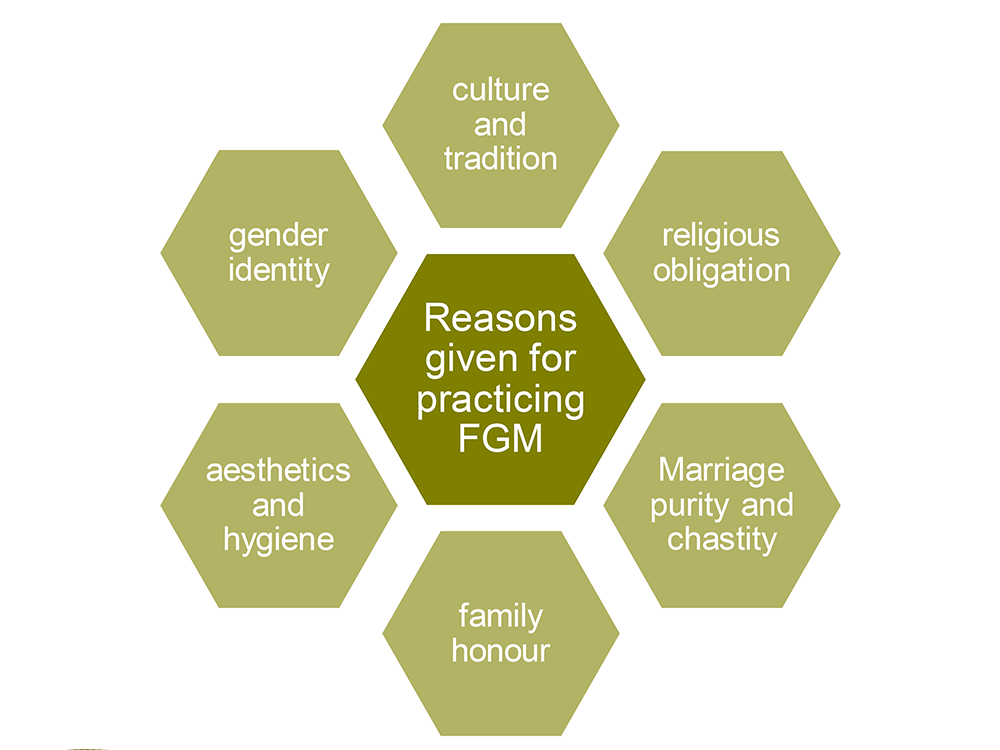 culture
and
tradition
gender
identity
religious
obligation
Reasons
given for
practicing
FGM
aesthetics
and
hygiene
Marriage
purity and
chastity
family
honour